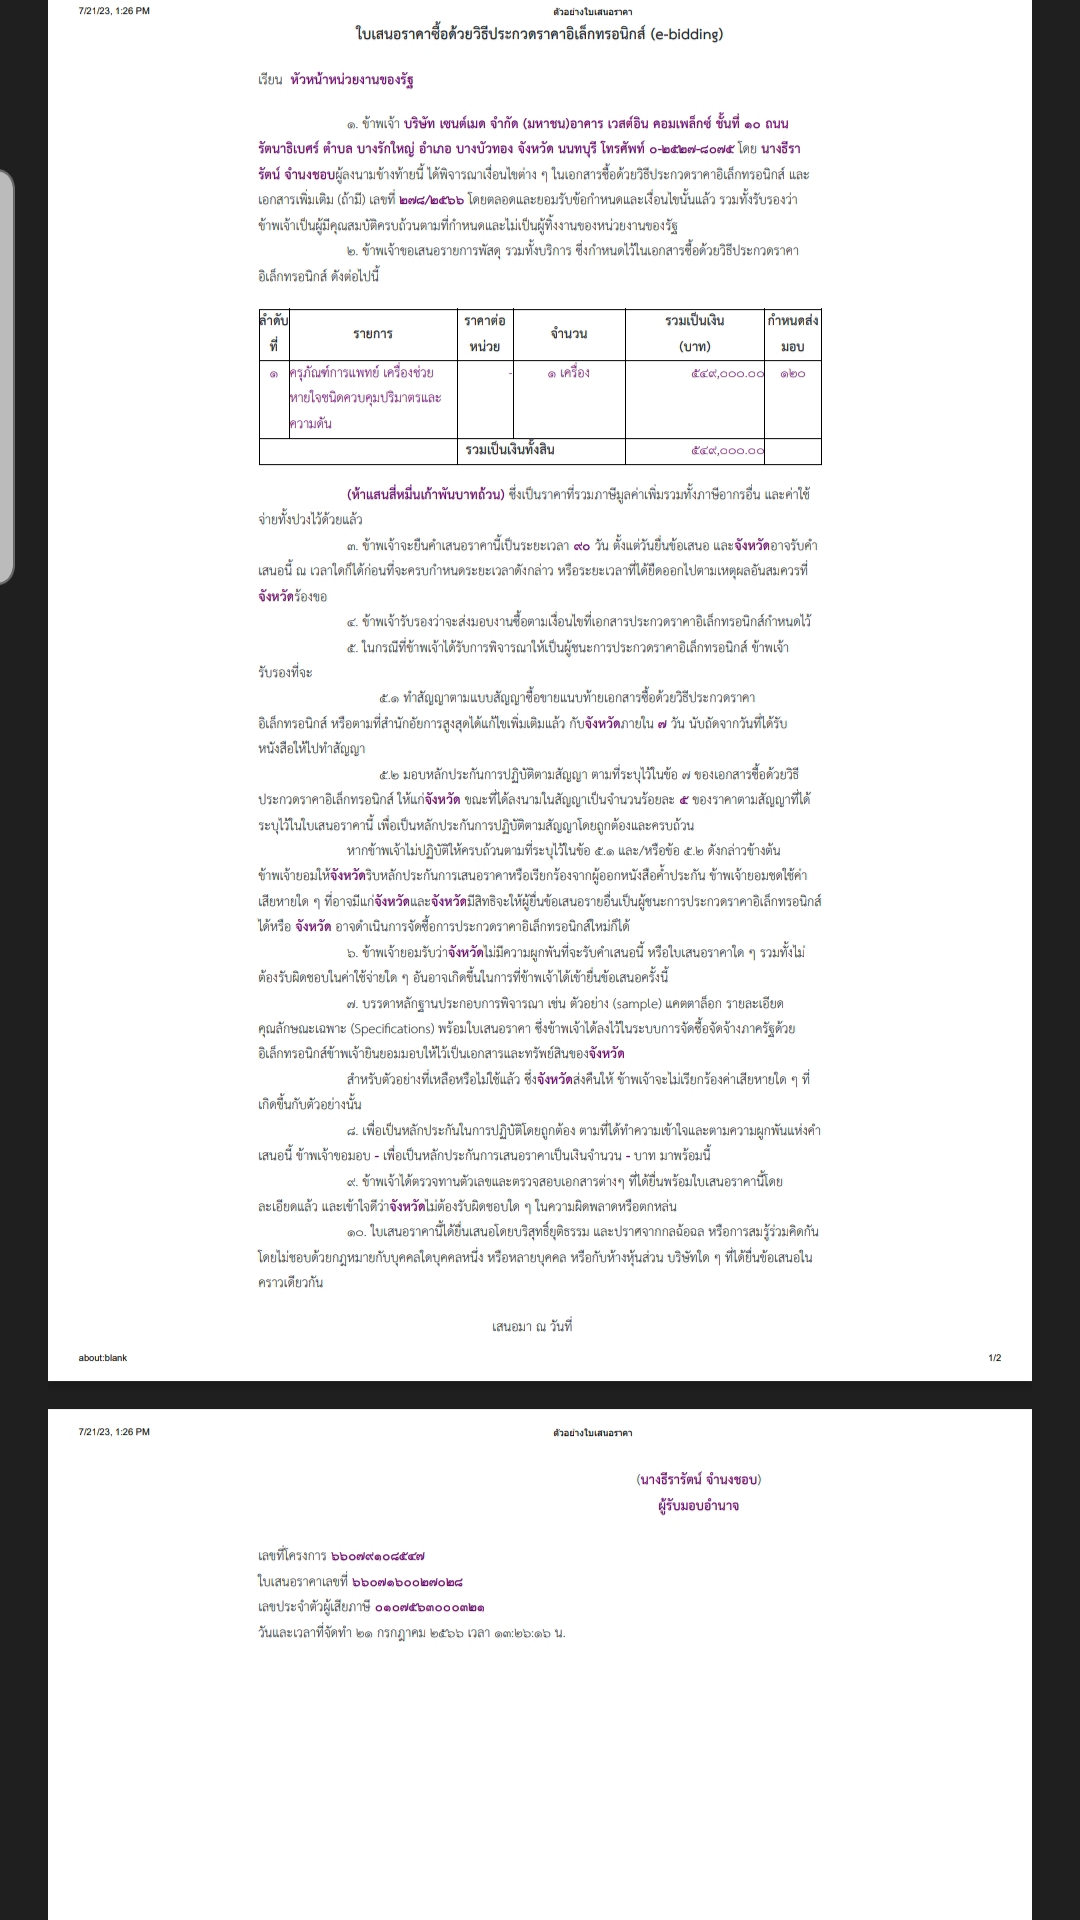 7/21/23, 1:26 PM ตัวอย่างใบเสนอราคา
ใบเสนอราคาซื้อด้วยวิธีประกวดราคาอิเล็กทรอนิกส์ (e-bidding)
เรียน หัวหน้าหน่วยงานของรัฐ
๑. ข้าพเจ้า บริษัท เซนต์เมด จำกัด (มหาชน)อาคาร เวสต์อิน คอมเพล็กซ์ ชั้นที่ ๑๐ ถนน
รัตนาธิเบศร์ ตำบล บางรักใหญ่ อำเภอ บางบัวทอง จังหวัด นนทบุรี โทรศัพท์ ๐-๒๕๒๗-๘๐๗๕ โดย นางธีรา
รัตน์ จำนงชอบผู้ลงนามข้างท้ายนี้ ได้พิจารณาเงื่อนไขต่าง ๆ ในเอกสารซื้อด้วยวิธีประกวดราคาอิเล็กทรอนิกส์ และ
เอกสารเพิ่มเติม (ถ้ามี) เลขที่ ๒๗๘/๒๕๖๖ โดยตลอดและยอมรับข้อกำหนดและเงื่อนไขนั้นแล้ว รวมทั้งรับรองว่า
ข้าพเจ้าเป็นผู้มีคุณสมบัติครบถ้วนตามที่กำหนดและไม่เป็นผู้ทิ้งงานของหน่วยงานของรัฐ
๒. ข้าพเจ้าขอเสนอรายการพัสดุ รวมทั้งบริการ ซึ่งกำหนดไว้ในเอกสารซื้อด้วยวิธีประกวดราคา
อิเล็กทรอนิกส์ ดังต่อไปนี้
ลำดับ ราคาต่อ รวมเป็นเงิน กำหนดส่ง
ที่ รายการ หน่วย จำนวน (บาท) มอบ
๑ ครุภัณฑ์การแพทย์ เครื่องช่วย - ๑ เครื่อง ๕๔๙,๐๐๐.๐๐ ๑๒๐
หายใจชนิดควบคุมปริมาตรและ
ความดัน
รวมเป็นเงินทั้งสิ้น ๕๔๙,๐๐๐.๐๐
(ห้าแสนสี่หมื่นเก้าพันบาทถ้วน) ซึ่งเป็นราคาที่รวมภาษีมูลค่าเพิ่มรวมทั้งภาษีอากรอื่น และค่าใช้
จ่ายทั้งปวงไว้ด้วยแล้ว
๓. ข้าพเจ้าจะยืนคำเสนอราคานี้เป็นระยะเวลา ๙๐ วัน ตั้งแต่วันยื่นข้อเสนอ และจังหวัดอาจรับคำ
เสนอนี้ ณ เวลาใดก็ได้ก่อนที่จะครบกำหนดระยะเวลาดังกล่าว หรือระยะเวลาที่ได้ยืดออกไปตามเหตุผลอันสมควรที่
จังหวัดร้องขอ
๔. ข้าพเจ้ารับรองว่าจะส่งมอบงานซื้อตามเงื่อนไขที่เอกสารประกวดราคาอิเล็กทรอนิกส์กำหนดไว้
๕. ในกรณีที่ข้าพเจ้าได้รับการพิจารณาให้เป็นผู้ชนะการประกวดราคาอิเล็กทรอนิกส์ ข้าพเจ้า
รับรองที่จะ
๕.๑ ทำสัญญาตามแบบสัญญาซื้อขายแนบท้ายเอกสารซื้อด้วยวิธีประกวดราคา
อิเล็กทรอนิกส์ หรือตามที่สำนักอัยการสูงสุดได้แก้ไขเพิ่มเติมแล้ว กับจังหวัดภายใน ๗ วัน นับถัดจากวันที่ได้รับ
หนังสือให้ไปทำสัญญา
๕.๒ มอบหลักประกันการปฏิบัติตามสัญญา ตามที่ระบุไว้ในข้อ ๗ ของเอกสารซื้อด้วยวิธี
ประกวดราคาอิเล็กทรอนิกส์ ให้แก่จังหวัด ขณะที่ได้ลงนามในสัญญาเป็นจำนวนร้อยละ ๕ ของราคาตามสัญญาที่ได้
ระบุไว้ในใบเสนอราคานี้ เพื่อเป็นหลักประกันการปฏิบัติตามสัญญาโดยถูกต้องและครบถ้วน
หากข้าพเจ้าไม่ปฏิบัติให้ครบถ้วนตามที่ระบุไว้ในข้อ ๕.๑ และ/หรือข้อ ๕.๒ ดังกล่าวข้างต้น
ข้าพเจ้ายอมให้จังหวัดริบหลักประกันการเสนอราคาหรือเรียกร้องจากผู้ออกหนังสือค้ำประกัน ข้าพเจ้ายอมชดใช้ค่า
เสียหายใด ๆ ที่อาจมีแก่จังหวัดและจังหวัดมีสิทธิจะให้ผู้ยื่นข้อเสนอรายอื่นเป็นผู้ชนะการประกวดราคาอิเล็กทรอนิกส์
ได้หรือ จังหวัด อาจดำเนินการจัดซื้อการประกวดราคาอิเล็กทรอนิกส์ใหม่ก็ได้
๖. ข้าพเจ้ายอมรับว่าจังหวัดไม่มีความผูกพันที่จะรับคำเสนอนี้ หรือใบเสนอราคาใด ๆ รวมทั้งไม่
ต้องรับผิดชอบในค่าใช้จ่ายใด ๆ อันอาจเกิดขึ้นในการที่ข้าพเจ้าได้เข้ายื่นข้อเสนอครั้งนี้
๗. บรรดาหลักฐานประกอบการพิจารณา เช่น ตัวอย่าง (sample) แคตตาล็อก รายละเอียด
คุณลักษณะเฉพาะ (Specifications) พร้อมใบเสนอราคา ซึ่งข้าพเจ้าได้ลงไว้ในระบบการจัดซื้อจัดจ้างภาครัฐด้วย
อิเล็กทรอนิกส์ข้าพเจ้ายินยอมมอบให้ไว้เป็นเอกสารและทรัพย์สินของจังหวัด
สำหรับตัวอย่างที่เหลือหรือไม่ใช้แล้ว ซึ่งจังหวัดส่งคืนให้ ข้าพเจ้าจะไม่เรียกร้องค่าเสียหายใด ๆ ที่
เกิดขึ้นกับตัวอย่างนั้น
๘. เพื่อเป็นหลักประกันในการปฏิบัติโดยถูกต้อง ตามที่ได้ทำความเข้าใจและตามความผูกพันแห่งคำ
เสนอนี้ ข้าพเจ้าขอมอบ - เพื่อเป็นหลักประกันการเสนอราคาเป็นเงินจำนวน - บาท มาพร้อมนี้
๙. ข้าพเจ้าได้ตรวจทานตัวเลขและตรวจสอบเอกสารต่างๆ ที่ได้ยื่นพร้อมใบเสนอราคานี้โดย
ละเอียดแล้ว และเข้าใจดีว่าจังหวัดไม่ต้องรับผิดชอบใด ๆ ในความผิดพลาดหรือตกหล่น
๑๐. ใบเสนอราคานี้ได้ยื่นเสนอโดยบริสุทธิ์ยุติธรรม และปราศจากกลฉ้อฉล หรือการสมรู้ร่วมคิดกัน
โดยไม่ชอบด้วยกฎหมายกับบุคคลใดบุคคลหนึ่ง หรือหลายบุคคล หรือกับห้างหุ้นส่วน บริษัทใด ๆ ที่ได้ยื่นข้อเสนอใน
คราวเดียวกัน
เสนอมา ณ วันที่
about:blank 1/2
7/21/23, 1:26 PM ตัวอย่างใบเสนอราคา
(นางธีรารัตน์ จำนงชอบ)
ผู้รับมอบอำนาจ
เลขที่โครงการ ๖๖๐๗๙๑๐๘๕๔๗
ใบเสนอราคาเลขที่ ๖๖๐๗๑๖๐๐๒๗๐๒๘
เลขประจำตัวผู้เสียภาษี ๐๑๐๗๕๖๓๐๐๐๓๒๑
วันและเวลาที่จัดทำ ๒๑ กรกฎาคม ๒๕๖๖ เวลา ๑๓:๒๖:๑๖ น.